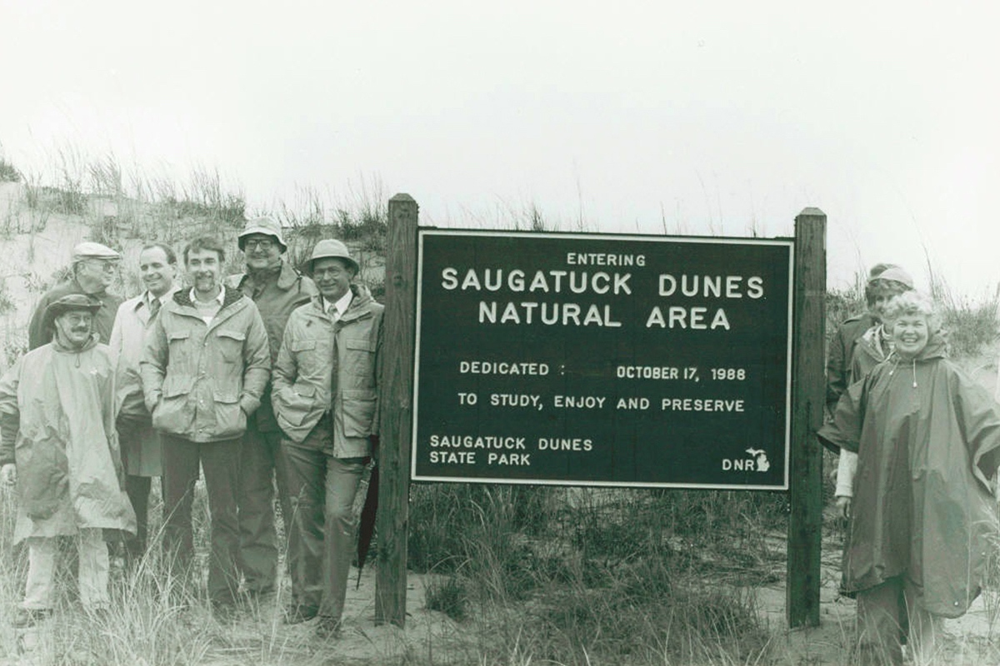 ENTERING
SAUGATUCK DUNES
NATURAL AREA
DEDICATED : OCTOBER 17, 1988
TO STUDY, ENJOY AND PRESERVE
SAUGATUCK DUNES
STATE PARK
DNR